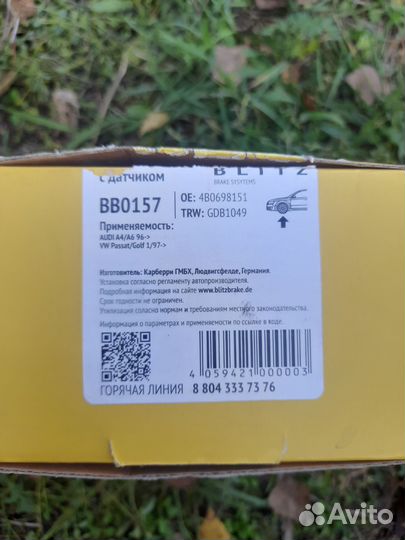 с датчиком
BLITZ
BRAKE SYSYTEMS
BB0157
OE: 4B0698151
TRW: GDB1049
Применяемость:
AUDI A4/A6 96->
VW Passat/Golf 1/97->
Изготовитель: Карберри ГМБХ, Людвигсфельде, Германия.
Установка согласно регламенту автопроизводителя.
Подробная информация на сайте www.blitzbrake.de
Срок годности не ограничен.
Утилизация согласно нормам и требованиям местного законодательства.
Информация о параметрах и применяемости по ссылке в коде.
4 059421 000003
ГОРЯЧАЯ ЛИНИЯ 8 804 333 73 76
Avito